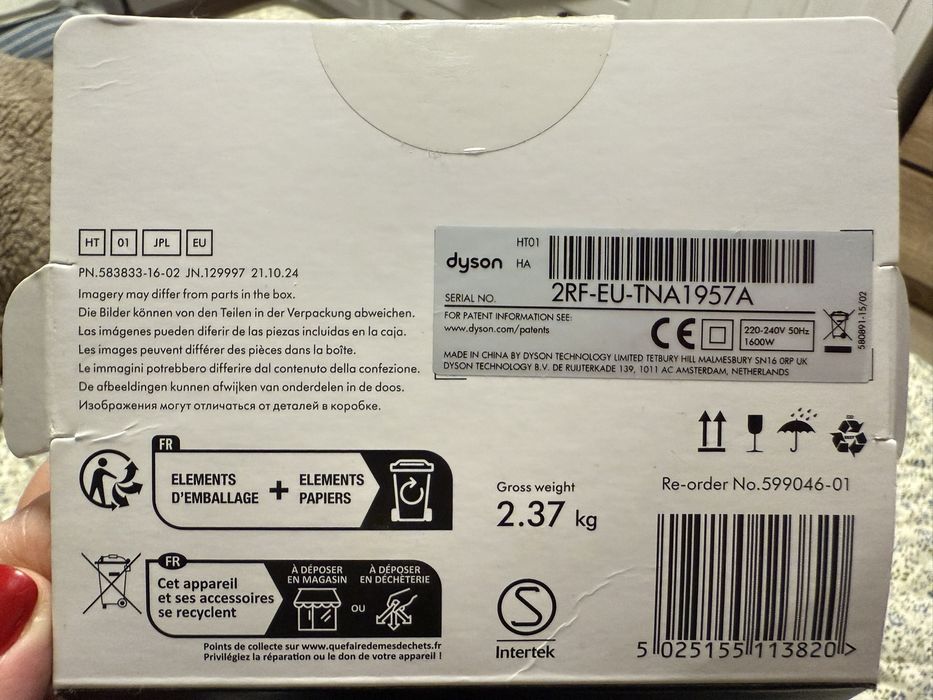 HT 01 JPL EU
PN.583833-16-02 JN.129997 21.10.24
Imagery may differ from parts in the box.
Die Bilder können von den Teilen in der Verpackung abweichen.
Las imágenes pueden diferir de las piezas incluidas en la caja.
Les images peuvent différer des pièces dans la boîte.
Le immagini potrebbero differire dal contenuto della confezione.
De afbeeldingen kunnen afwijken van onderdelen in de doos.
Изображения могут отличаться от деталей в коробке.
dyson
HT01
HA
SERIAL NO.
2RF-EU-TNA1957A
FOR PATENT INFORMATION SEE:
www.dyson.com/patents
CE
220-240V 50Hz
1600W
580891-15/02
MADE IN CHINA BY DYSON TECHNOLOGY LIMITED TETBURY HILL MALMESBURY SN16 0RP UK
DYSON TECHNOLOGY B.V. DE RUIJTERKADE 139, 1011 AC AMSTERDAM, NETHERLANDS
FR
ELEMENTS
D'EMBALLAGE
+
ELEMENTS
PAPIERS
Gross weight
2.37 kg
Re-order No.599046-01
FR
Cet appareil
et ses accessoires
se recyclent
À DÉPOSER
EN MAGASIN
OU
À DÉPOSER
EN DÉCHÈTERIE
Points de collecte sur www.quefairedemesdechets.fr
Privilégiez la réparation ou le don de votre appareil !
Intertek
5 025155 113820 >